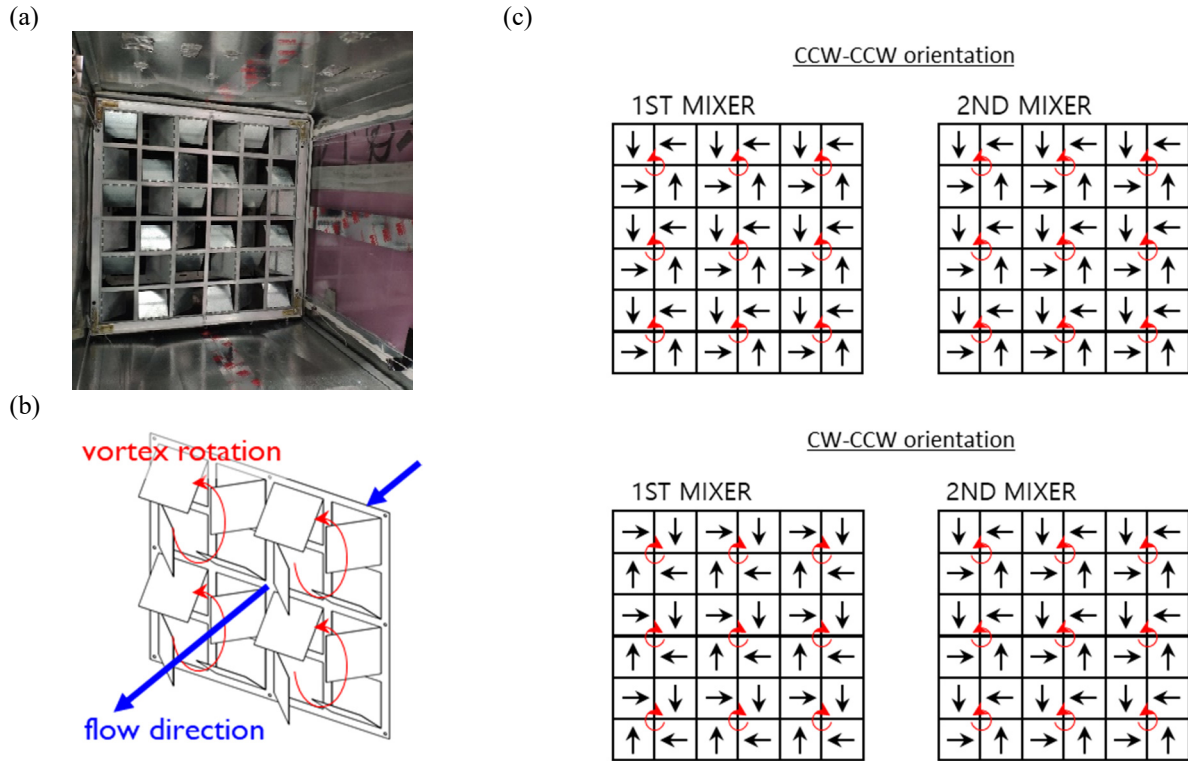 (a)
(b)
vortex rotation
flow direction
(c)
CCW-CCW orientation
1ST MIXER
2ND MIXER
CW-CCW orientation
1ST MIXER
2ND MIXER